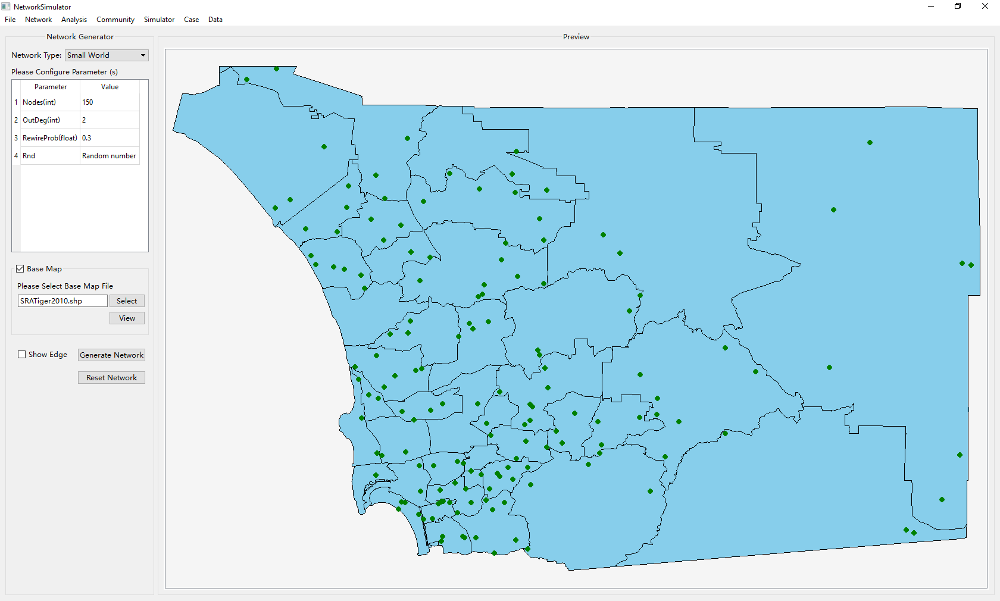 NetworkSimulator
File Network Analysis Community Simulator Case Data
Network Generator
Network Type: Small World
Please Configure Parameter (s)
Parameter Value
1 Nodes(int) 150
2 OutDeg(int) 2
3 RewireProb(float) 0.3
4 Rnd Random number
Base Map
Please Select Base Map File
SRATiger2010.shp Select
View
Show Edge Generate Network
Reset Network
Preview